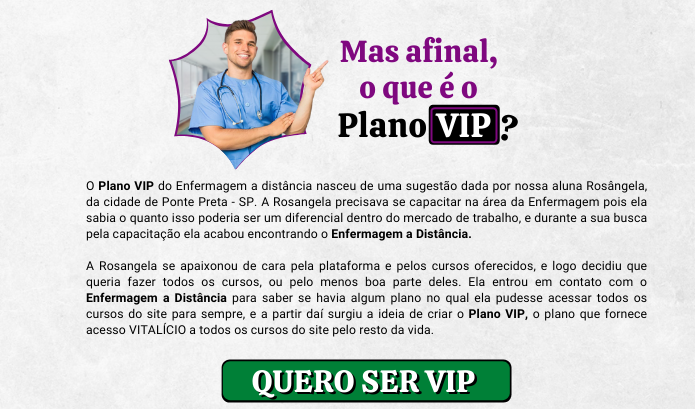 Mas afinal,
o que é o
Plano VIP ?
O Plano VIP do Enfermagem a distância nasceu de uma sugestão dada por nossa aluna Rosângela,
da cidade de Ponte Preta - SP. A Rosangela precisava se capacitar na área da Enfermagem pois ela
sabia o quanto isso poderia ser um diferencial dentro do mercado de trabalho, e durante a sua busca
pela capacitação ela acabou encontrando o Enfermagem a Distância.
A Rosangela se apaixonou de cara pela plataforma e pelos cursos oferecidos, e logo decidiu que
queria fazer todos os cursos, ou pelo menos boa parte deles. Ela entrou em contato com o
Enfermagem a Distância para saber se havia algum plano no qual ela pudesse acessar todos os
cursos do site para sempre, e a partir daí surgiu a ideia de criar o Plano VIP, o plano que fornece
acesso VITALÍCIO a todos os cursos do site pelo resto da vida.
QUERO SER VIP